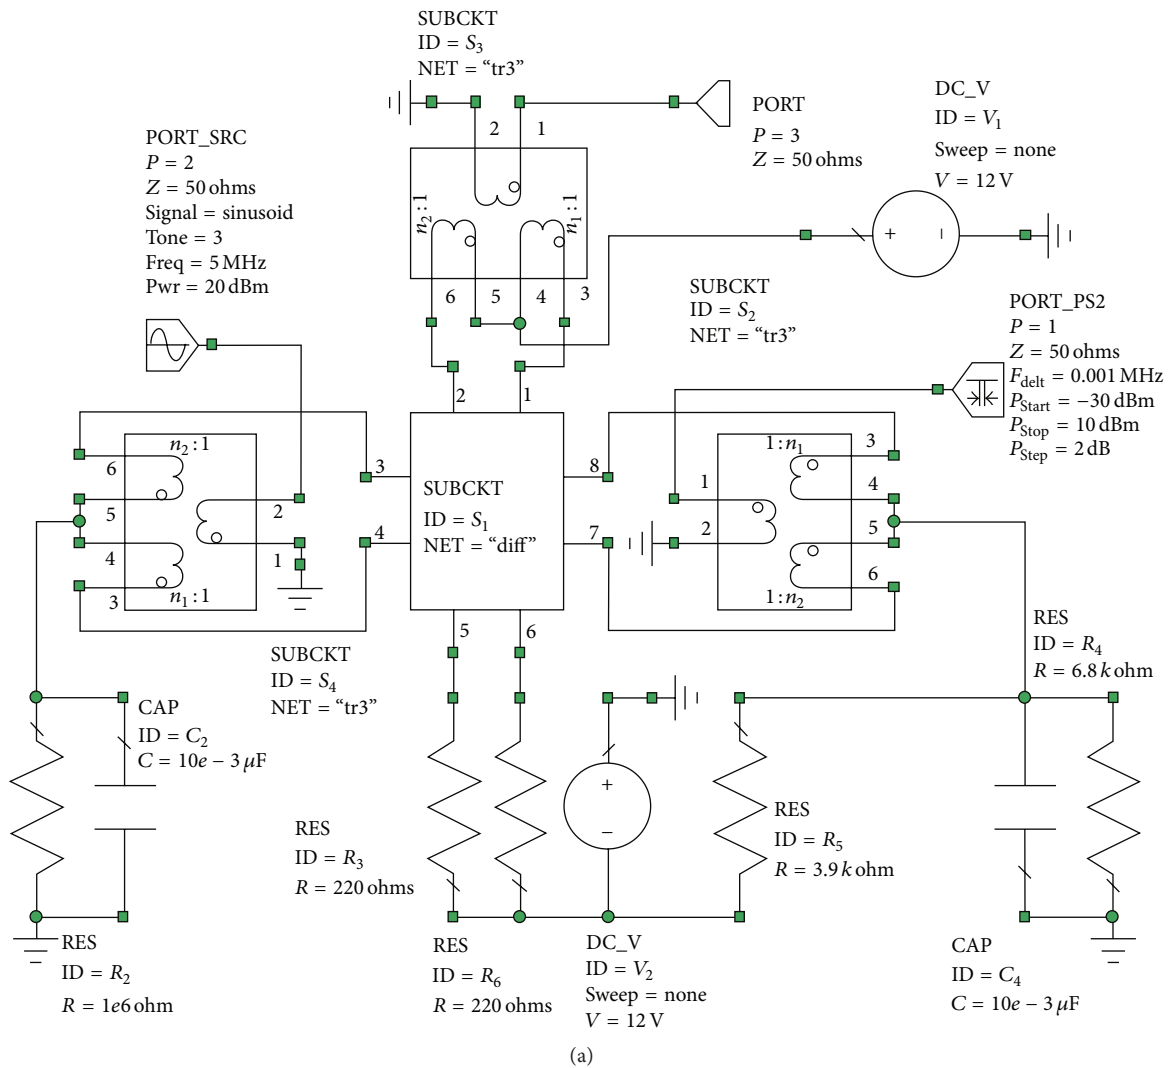 SUBCKT
ID = S3
NET = “tr3”
2
1
PORT
P = 3
Z = 50 ohms
DC_V
ID = V1
Sweep = none
V = 12 V
+
−
PORT_SRC
P = 2
Z = 50 ohms
Signal = sinusoid
Tone = 3
Freq = 5 MHz
Pwr = 20 dBm
n2 : 1
n1 : 1
6
5
4
3
SUBCKT
ID = S2
NET = “tr3”
PORT_PS2
P = 1
Z = 50 ohms
Fdelt = 0.001 MHz
PStart = −30 dBm
PStop = 10 dBm
PStep = 2 dB
2
1
n2 : 1
6
5
4
3
2
1
n1 : 1
3
4
SUBCKT
ID = S1
NET = “diff”
8
7
5
6
1 : n1
1
2
3
4
5
6
1 : n2
SUBCKT
ID = S4
NET = “tr3”
RES
ID = R4
R = 6.8 k ohm
CAP
ID = C2
C = 10e − 3 μF
RES
ID = R3
R = 220 ohms
+
−
RES
ID = R5
R = 3.9 k ohm
RES
ID = R2
R = 1e6 ohm
RES
ID = R6
R = 220 ohms
DC_V
ID = V2
Sweep = none
V = 12 V
CAP
ID = C4
C = 10e − 3 μF
(a)